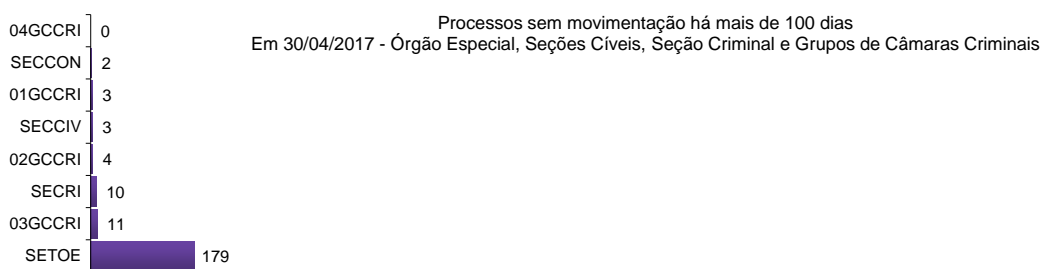 Processos sem movimentação há mais de 100 dias
Em 30/04/2017 - Órgão Especial, Seções Cíveis, Seção Criminal e Grupos de Câmaras Criminais
04GCCRI 0
SECCON 2
01GCCRI 3
SECCIV 3
02GCCRI 4
SECRI 10
03GCCRI 11
SETOE 179